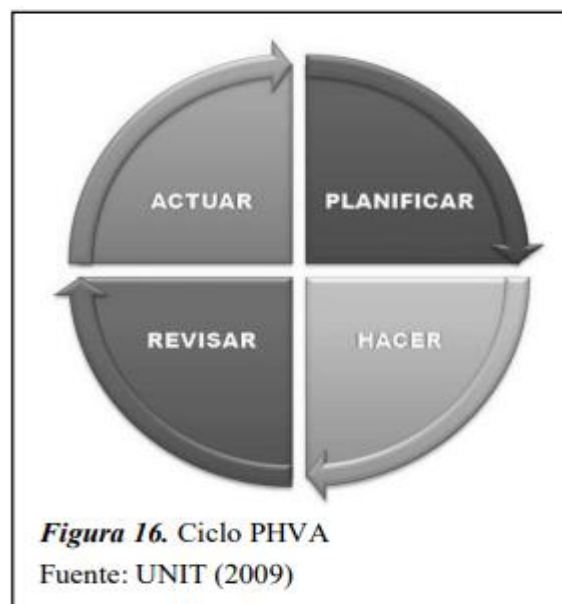 ACTUAR
PLANIFICAR
REVISAR
HACER
Figura 16. Ciclo PHVA
Fuente: UNIT (2009)